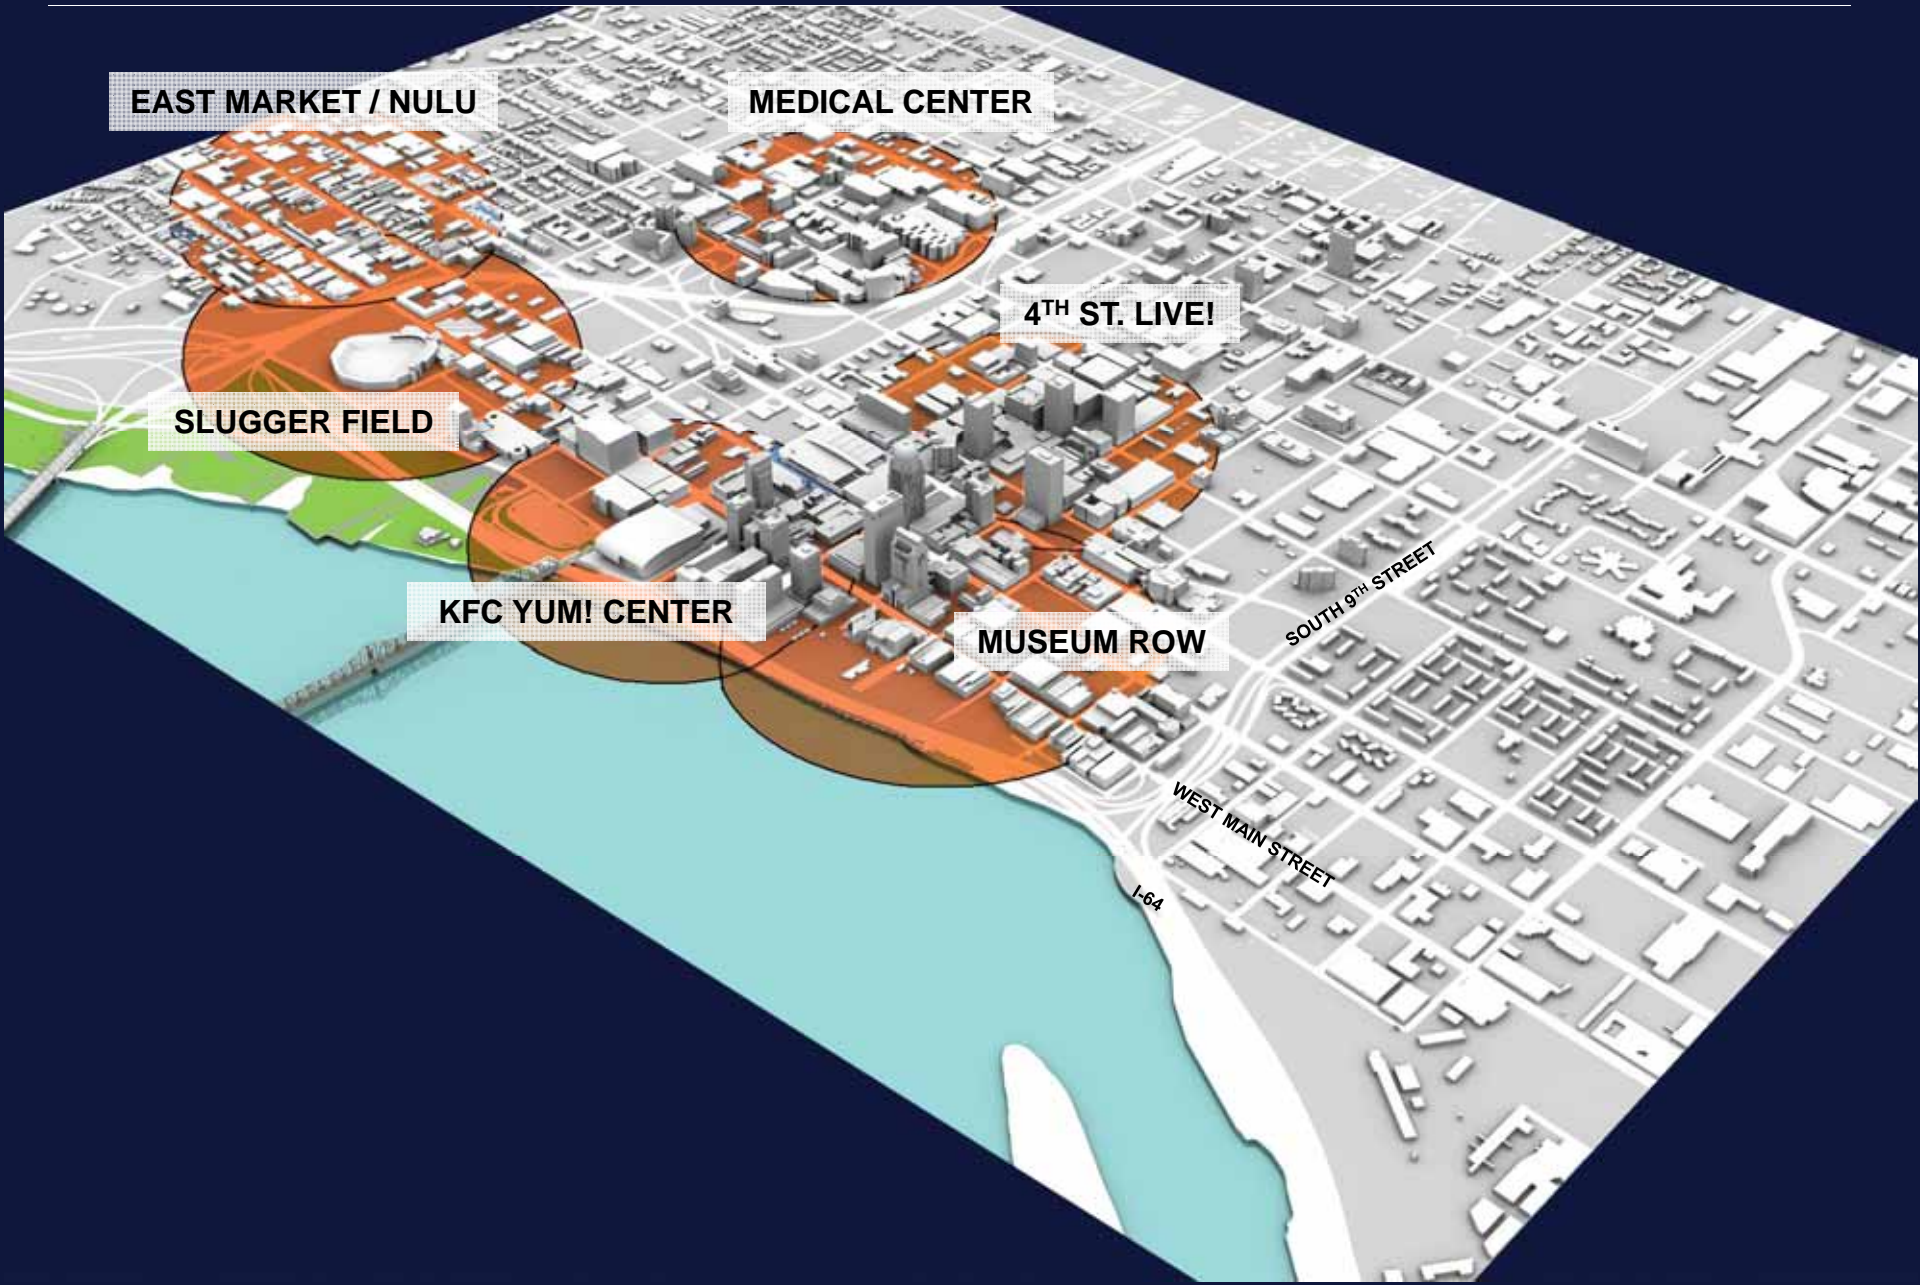 EAST MARKET / NULU
MEDICAL CENTER
4TH ST. LIVE!
SLUGGER FIELD
KFC YUM! CENTER
MUSEUM ROW
SOUTH 9TH STREET
WEST MAIN STREET
I-64